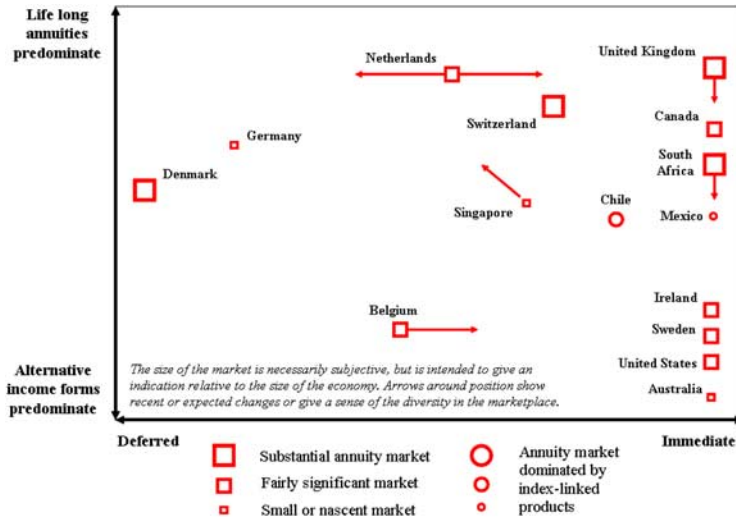 Life long
annuities
predominate
Netherlands
United Kingdom
Switzerland
Canada
Germany
South
Africa
Denmark
Singapore
Chile
Mexico
Belgium
Ireland
Sweden
United States
Australia
Alternative
income forms
predominate
The size of the market is necessarily subjective, but is intended to give an
indication relative to the size of the economy. Arrows around position show
recent or expected changes or give a sense of the diversity in the marketplace.
Deferred
Immediate
Substantial annuity market
Fairly significant market
Small or nascent market
Annuity market
dominated by
index-linked
products